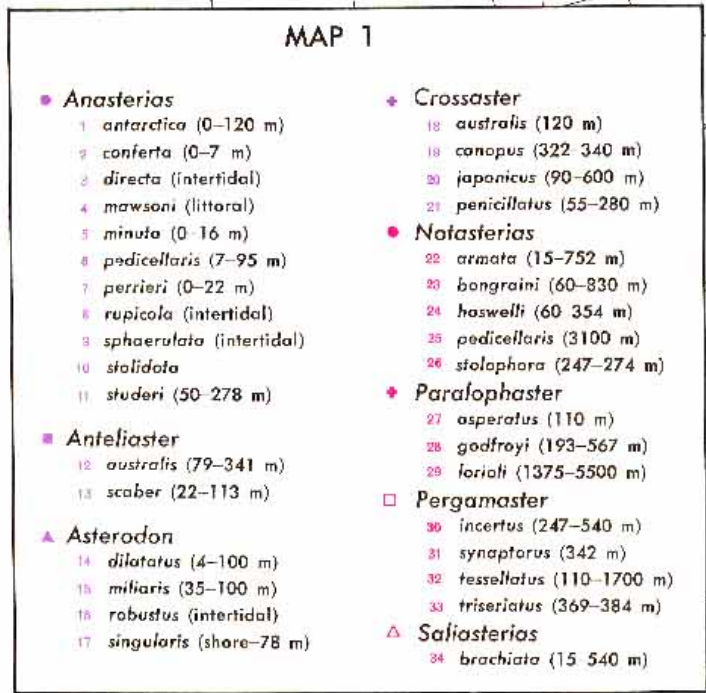 MAP 1
Anasterias
1 antarctica (0–120 m)
2 conferta (0–7 m)
3 directa (intertidal)
4 mawsoni (littoral)
5 minuta (0–16 m)
6 pedicellaris (7–95 m)
7 perrieri (0–22 m)
8 rupicola (intertidal)
9 sphaerulata (intertidal)
10 stolidota
11 studeri (50–278 m)
Anteliaster
12 australis (79–341 m)
13 scaber (22–113 m)
Asterodon
14 dilatatus (4–100 m)
15 miliaris (35–100 m)
16 robustus (intertidal)
17 singularis (shore–78 m)
Crossaster
18 australis (120 m)
19 canopus (322–340 m)
20 japonicus (90–600 m)
21 penicillatus (55–280 m)
Notasterias
22 armata (15–752 m)
23 bongraini (60–830 m)
24 haswelli (60–354 m)
25 pedicellaris (3100 m)
26 stolophora (247–274 m)
Paralophaster
27 asperatus (110 m)
28 godfroyi (193–567 m)
29 lorioli (1375–5500 m)
Pergamaster
30 incertus (247–540 m)
31 synaptorus (342 m)
32 tessellatus (110–1700 m)
33 triseriatus (369–384 m)
Saliasterias
34 brachiata (15–540 m)